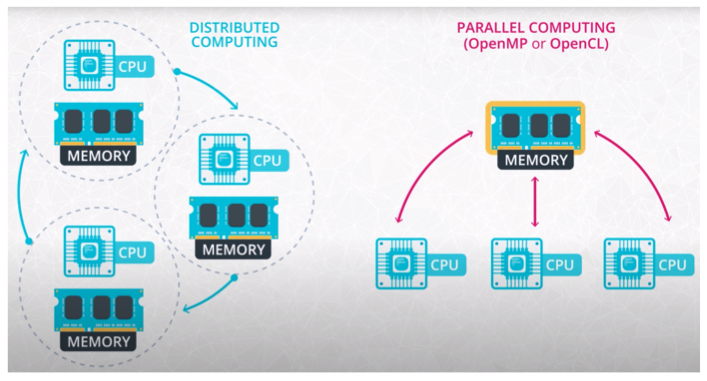 DISTRIBUTED
COMPUTING
CPU
MEMORY
CPU
MEMORY
CPU
MEMORY
PARALLEL COMPUTING
(OpenMP or OpenCL)
MEMORY
CPU
CPU
CPU